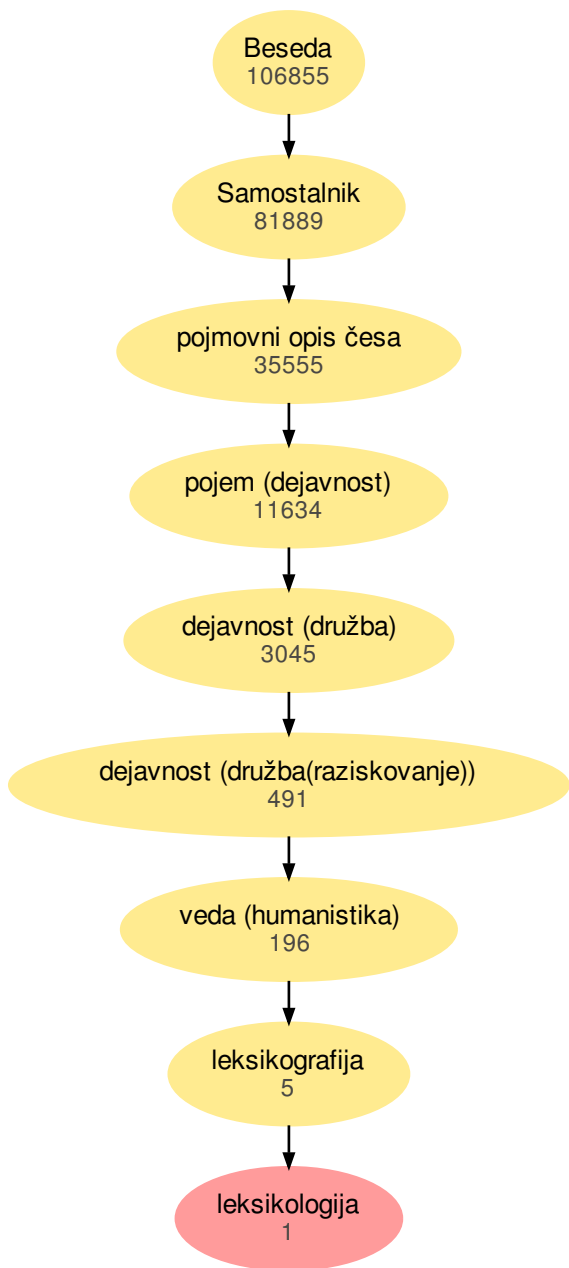 Beseda
106855
Samostalnik
81889
pojmovni opis česa
35555
pojem (dejavnost)
11634
dejavnost (družba)
3045
dejavnost (družba(raziskovanje))
491
veda (humanistika)
196
leksikografija
5
leksikologija
1